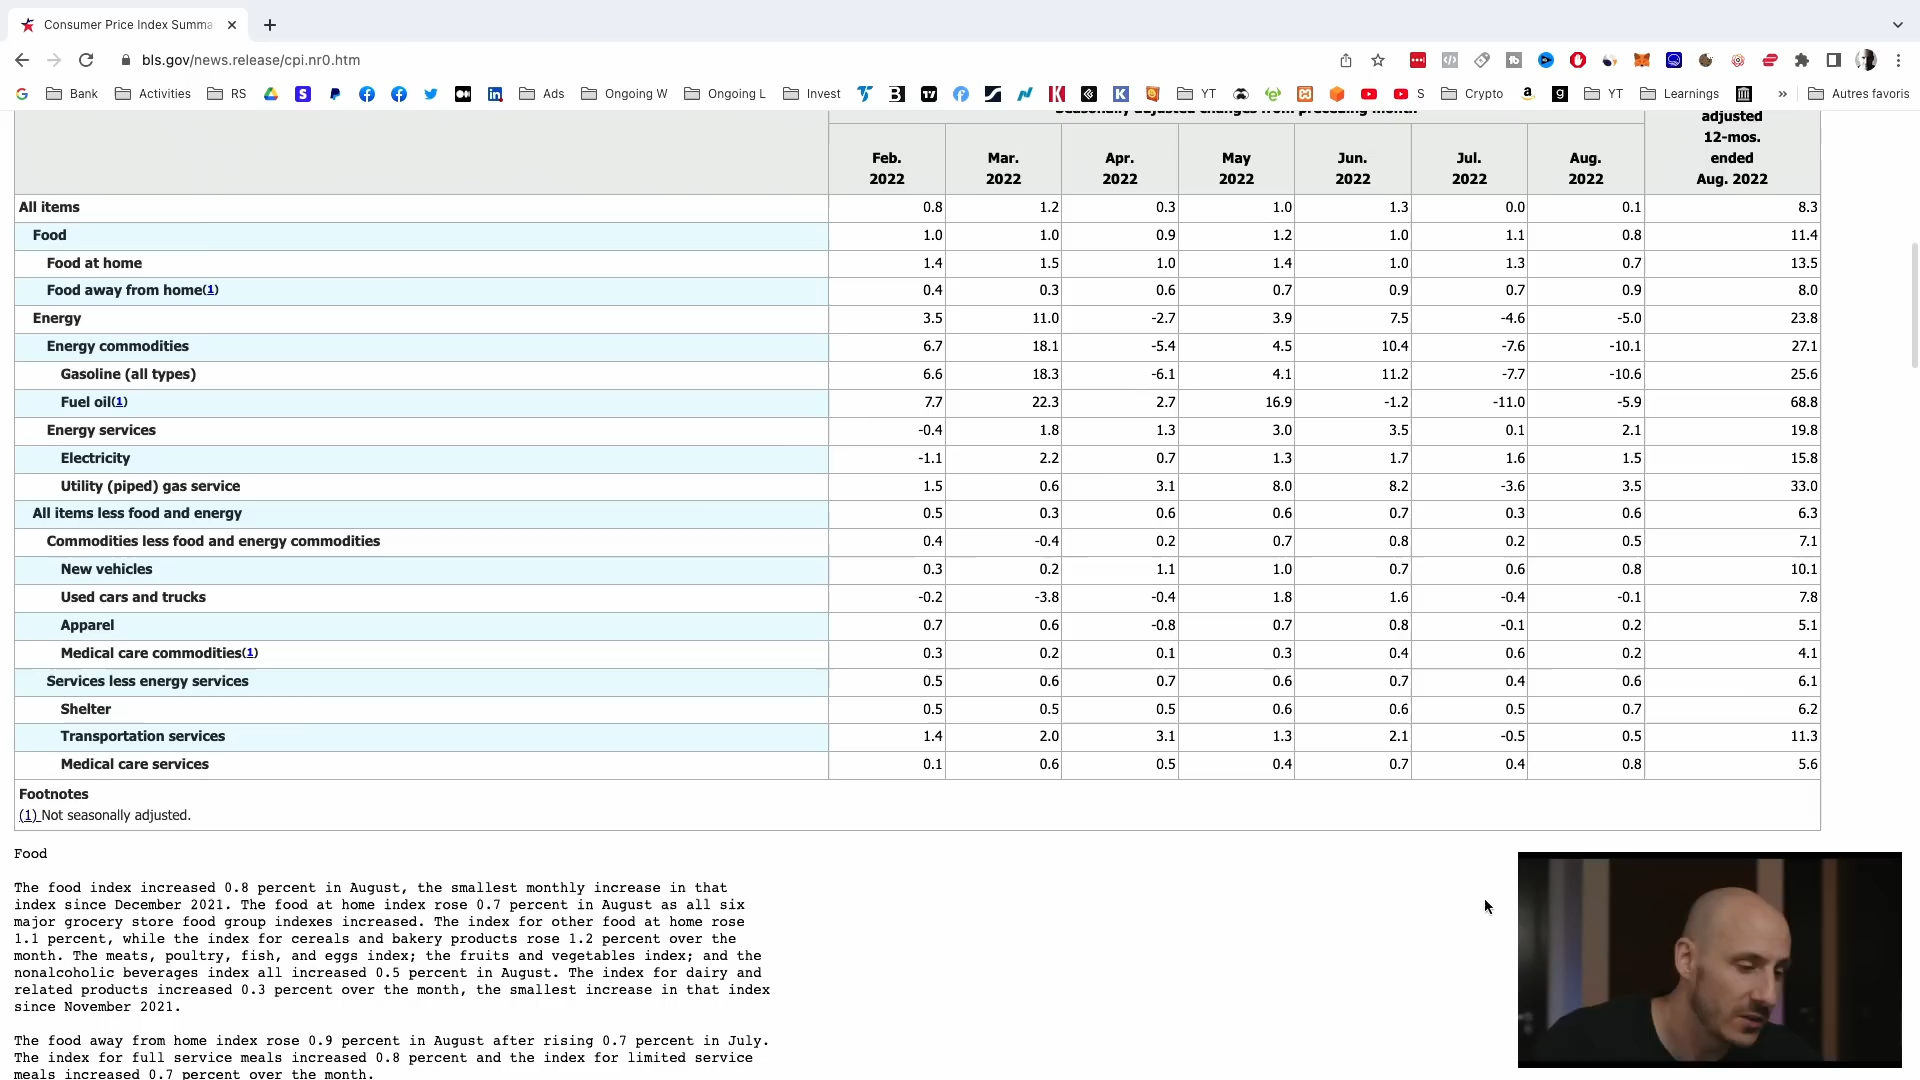 Consumer Price Index Summa
bls.gov/news.release/cpi.nr0.htm
Bank Activities RS Ads Ongoing W Ongoing L Invest YT S Crypto YT Learnings » Autres favoris
Seasonally adjusted changes from preceding month
adjusted
12-mos.
ended
Aug. 2022
Feb. 2022 Mar. 2022 Apr. 2022 May 2022 Jun. 2022 Jul. 2022 Aug. 2022
All items 0.8 1.2 0.3 1.0 1.3 0.0 0.1 8.3
Food 1.0 1.0 0.9 1.2 1.0 1.1 0.8 11.4
Food at home 1.4 1.5 1.0 1.4 1.0 1.3 0.7 13.5
Food away from home(1) 0.4 0.3 0.6 0.7 0.9 0.7 0.9 8.0
Energy 3.5 11.0 -2.7 3.9 7.5 -4.6 -5.0 23.8
Energy commodities 6.7 18.1 -5.4 4.5 10.4 -7.6 -10.1 27.1
Gasoline (all types) 6.6 18.3 -6.1 4.1 11.2 -7.7 -10.6 25.6
Fuel oil(1) 7.7 22.3 2.7 16.9 -1.2 -11.0 -5.9 68.8
Energy services -0.4 1.8 1.3 3.0 3.5 0.1 2.1 19.8
Electricity -1.1 2.2 0.7 1.3 1.7 1.6 1.5 15.8
Utility (piped) gas service 1.5 0.6 3.1 8.0 8.2 -3.6 3.5 33.0
All items less food and energy 0.5 0.3 0.6 0.6 0.7 0.3 0.6 6.3
Commodities less food and energy commodities 0.4 -0.4 0.2 0.7 0.8 0.2 0.5 7.1
New vehicles 0.3 0.2 1.1 1.0 0.7 0.6 0.8 10.1
Used cars and trucks -0.2 -3.8 -0.4 1.8 1.6 -0.4 -0.1 7.8
Apparel 0.7 0.6 -0.8 0.7 0.8 -0.1 0.2 5.1
Medical care commodities(1) 0.3 0.2 0.1 0.3 0.4 0.6 0.2 4.1
Services less energy services 0.5 0.6 0.7 0.6 0.7 0.4 0.6 6.1
Shelter 0.5 0.5 0.5 0.6 0.6 0.5 0.7 6.2
Transportation services 1.4 2.0 3.1 1.3 2.1 -0.5 0.5 11.3
Medical care services 0.1 0.6 0.5 0.4 0.7 0.4 0.8 5.6
Footnotes
(1) Not seasonally adjusted.
Food
The food index increased 0.8 percent in August, the smallest monthly increase in that
index since December 2021. The food at home index rose 0.7 percent in August as all six
major grocery store food group indexes increased. The index for other food at home rose
1.1 percent, while the index for cereals and bakery products rose 1.2 percent over the
month. The meats, poultry, fish, and eggs index; the fruits and vegetables index; and the
nonalcoholic beverages index all increased 0.5 percent in August. The index for dairy and
related products increased 0.3 percent over the month, the smallest increase in that index
since November 2021.
The food away from home index rose 0.9 percent in August after rising 0.7 percent in July.
The index for full service meals increased 0.8 percent and the index for limited service
meals increased 0.7 percent over the month.